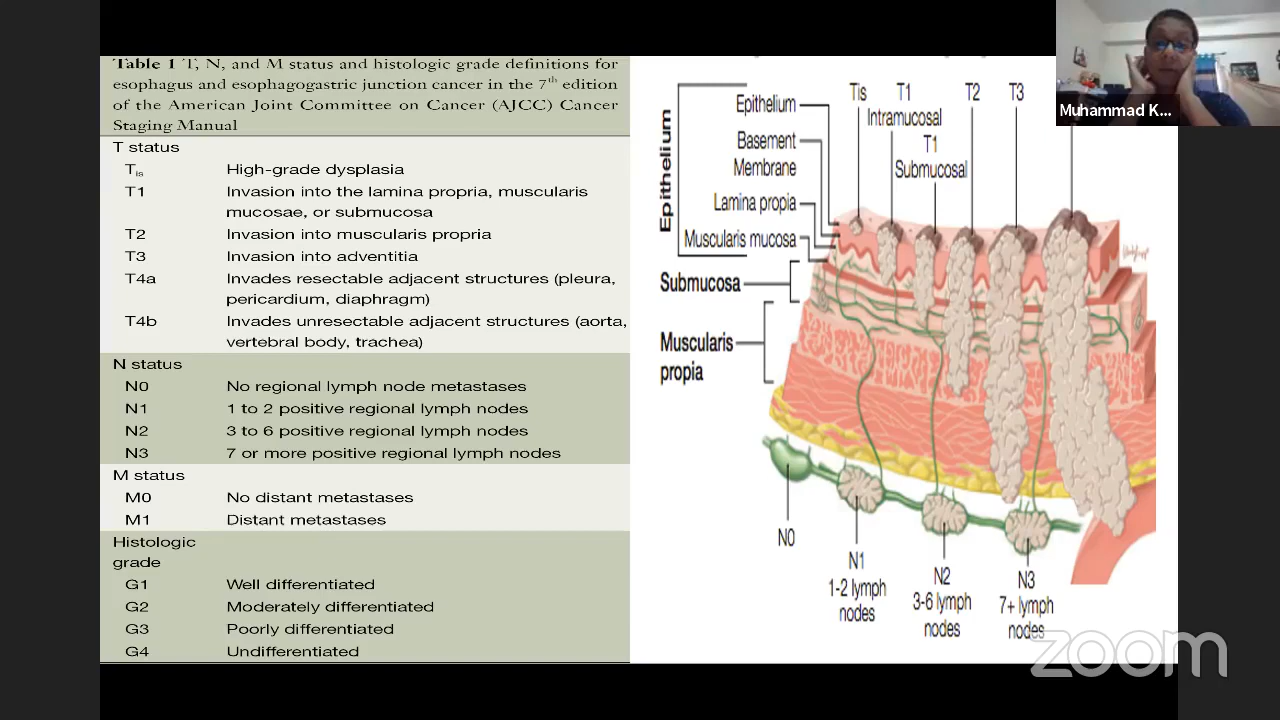 Table 1 T, N, and M status and histologic grade definitions for
esophagus and esophagogastric junction cancer in the 7th edition
of the American Joint Committee on Cancer (AJCC) Cancer
Staging Manual
T status
Tis High-grade dysplasia
T1 Invasion into the lamina propria, muscularis
mucosae, or submucosa
T2 Invasion into muscularis propria
T3 Invasion into adventitia
T4a Invades resectable adjacent structures (pleura,
pericardium, diaphragm)
T4b Invades unresectable adjacent structures (aorta,
vertebral body, trachea)
N status
N0 No regional lymph node metastases
N1 1 to 2 positive regional lymph nodes
N2 3 to 6 positive regional lymph nodes
N3 7 or more positive regional lymph nodes
M status
M0 No distant metastases
M1 Distant metastases
Histologic
grade
G1 Well differentiated
G2 Moderately differentiated
G3 Poorly differentiated
G4 Undifferentiated
Epithelium
Epithelium
Basement
Membrane
Lamina propia
Muscularis mucosa
Submucosa
Muscularis
propia
Tis
T1
Intramucosal
T1
Submucosal
T2
T3
N0
N1
1-2 lymph
nodes
N2
3-6 lymph
nodes
N3
7+ lymph
nodes
Muhammad K...
zoom